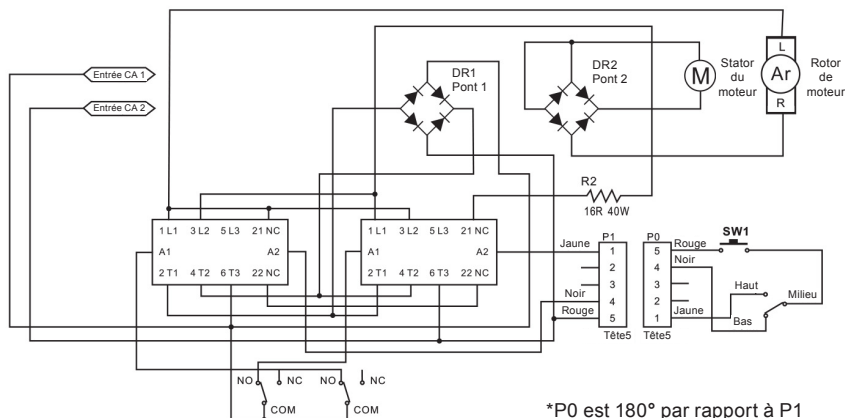 Entrée CA 1
Entrée CA 2
DR1
Pont 1
DR2
Pont 2
M
Stator
du
moteur
L
Ar
R
Rotor
de
moteur
R2
16R 40W
1 L1 3 L2 5 L3 21 NC
A1 A2
2 T1 4 T2 6 T3 22 NC
1 L1 3 L2 5 L3 21 NC
A1 A2
2 T1 4 T2 6 T3 22 NC
Jaune
Noir
Rouge
P1
1
2
3
4
5
Tête5
P0
5
4
3
2
1
Tête5
Rouge
Noir
Jaune
SW1
Haut
Milieu
Bas
NO NC
COM
NO NC
COM
*P0 est 180° par rapport à P1